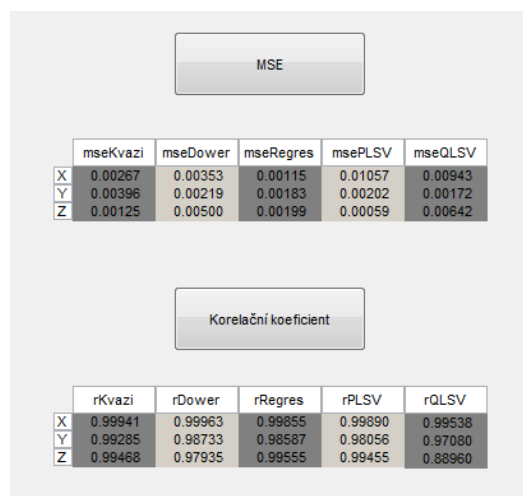 MSE
mseKvazi mseDower mseRegres msePLSV mseQLSV
X 0.00267 0.00353 0.00115 0.01057 0.00943
Y 0.00396 0.00219 0.00183 0.00202 0.00172
Z 0.00125 0.00500 0.00199 0.00059 0.00642
Korelační koeficient
rKvazi rDower rRegres rPLSV rQLSV
X 0.99941 0.99963 0.99855 0.99890 0.99538
Y 0.99285 0.98733 0.98587 0.98056 0.97080
Z 0.99468 0.97935 0.99555 0.99455 0.88960